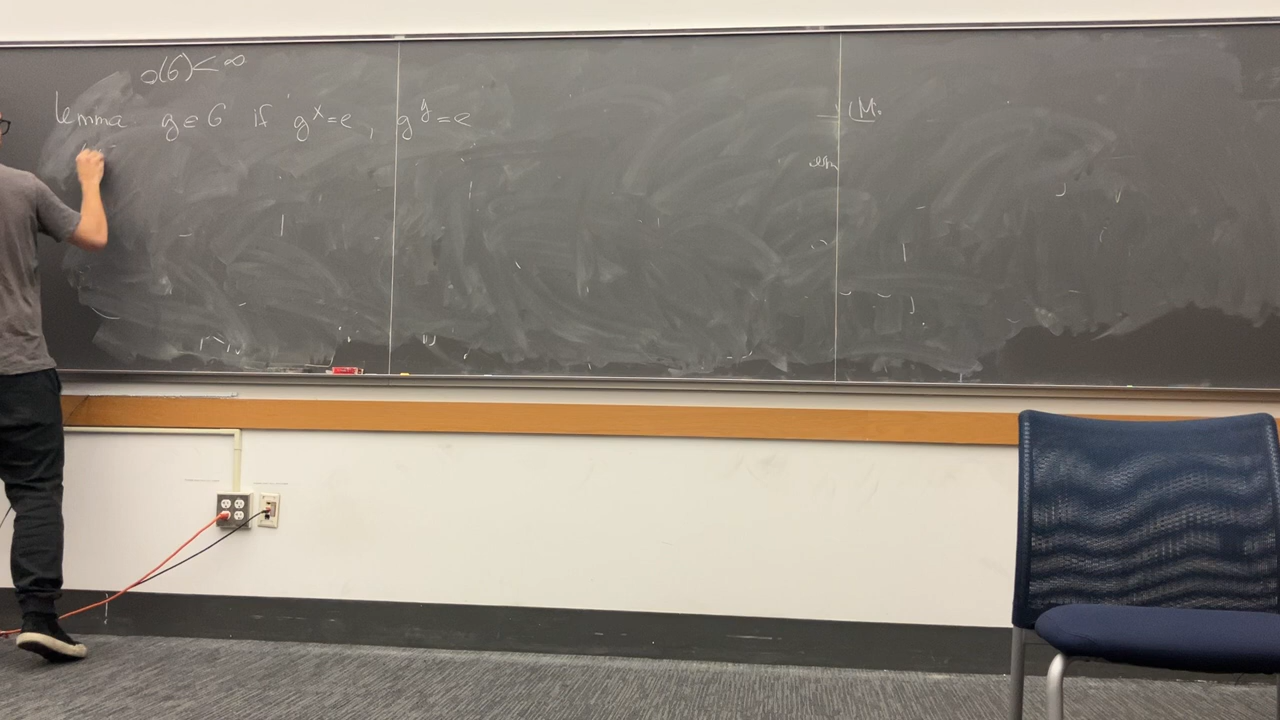 o(G)<∞
Lemma g∈G if g^x=e, g^y=e
(M.